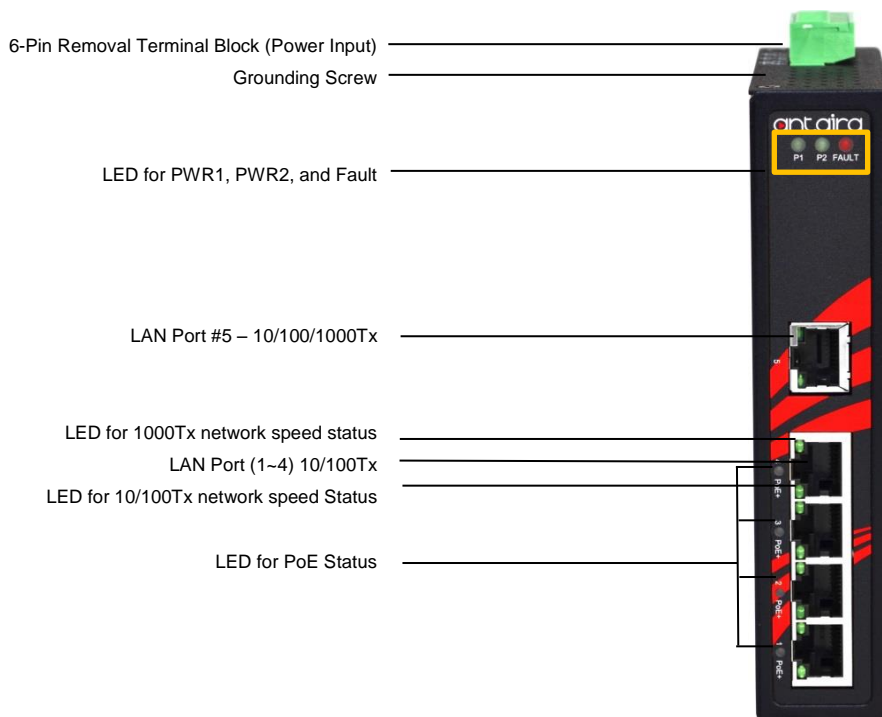 6-Pin Removal Terminal Block (Power Input)
Grounding Screw
antaira
P1 P2 FAULT
LED for PWR1, PWR2, and Fault
LAN Port #5 – 10/100/1000Tx
5
LED for 1000Tx network speed status
LAN Port (1~4) 10/100Tx
LED for 10/100Tx network speed Status
PoE+
3
PoE+
LED for PoE Status
2
PoE+
1
PoE+